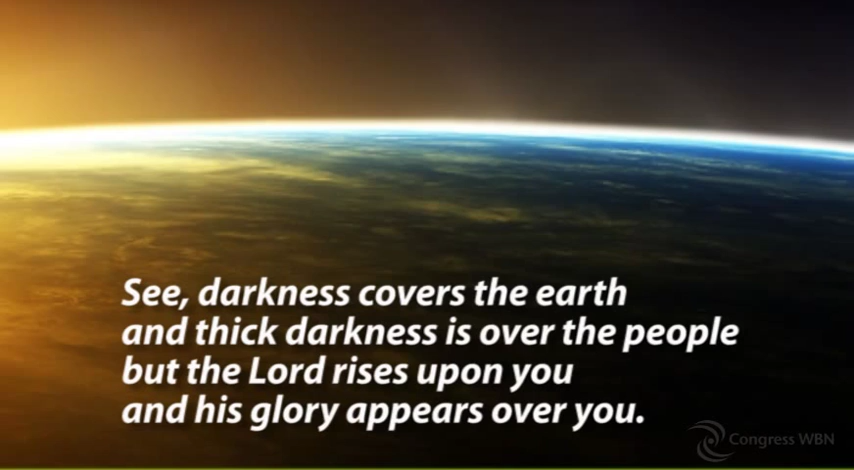 See, darkness covers the earth
and thick darkness is over the people
but the Lord rises upon you
and his glory appears over you.
Congress WBN